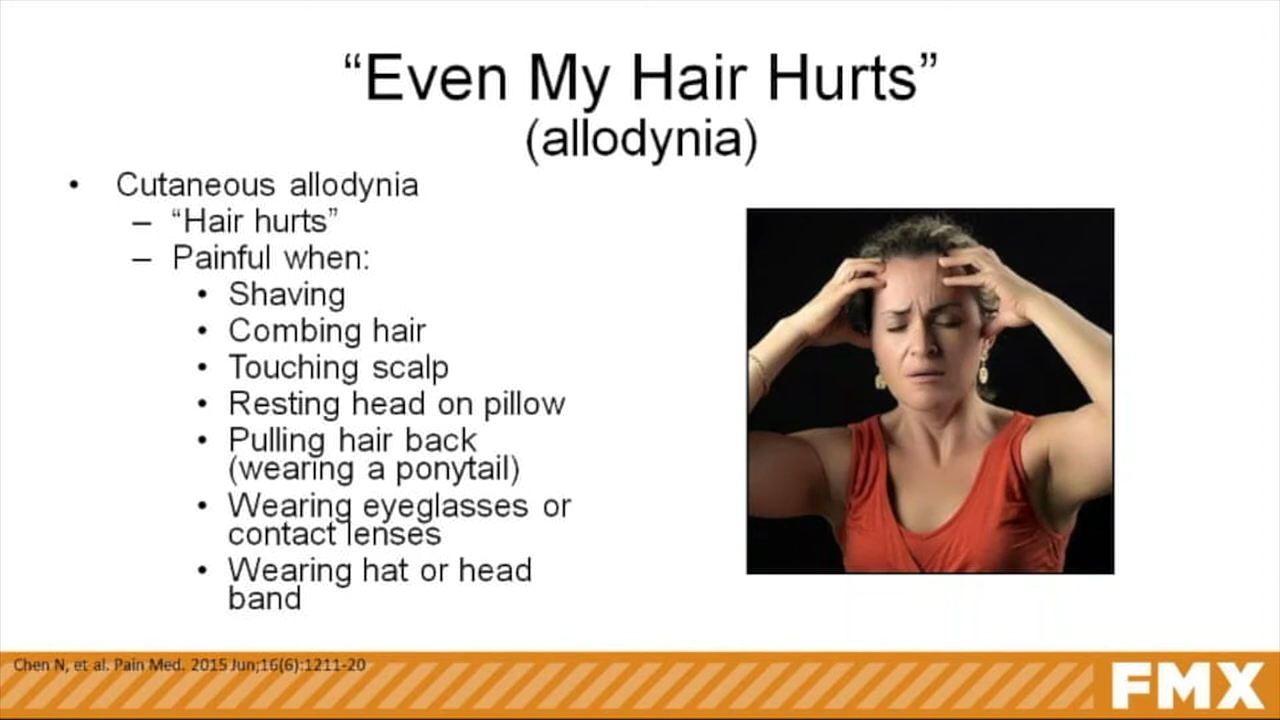 “Even My Hair Hurts”
(allodynia)
• Cutaneous allodynia
– “Hair hurts”
– Painful when:
• Shaving
• Combing hair
• Touching scalp
• Resting head on pillow
• Pulling hair back
(wearing a ponytail)
• Wearing eyeglasses or
contact lenses
• Wearing hat or head
band
Chen N, et al. Pain Med. 2015 Jun;16(6):1211-20
FMX